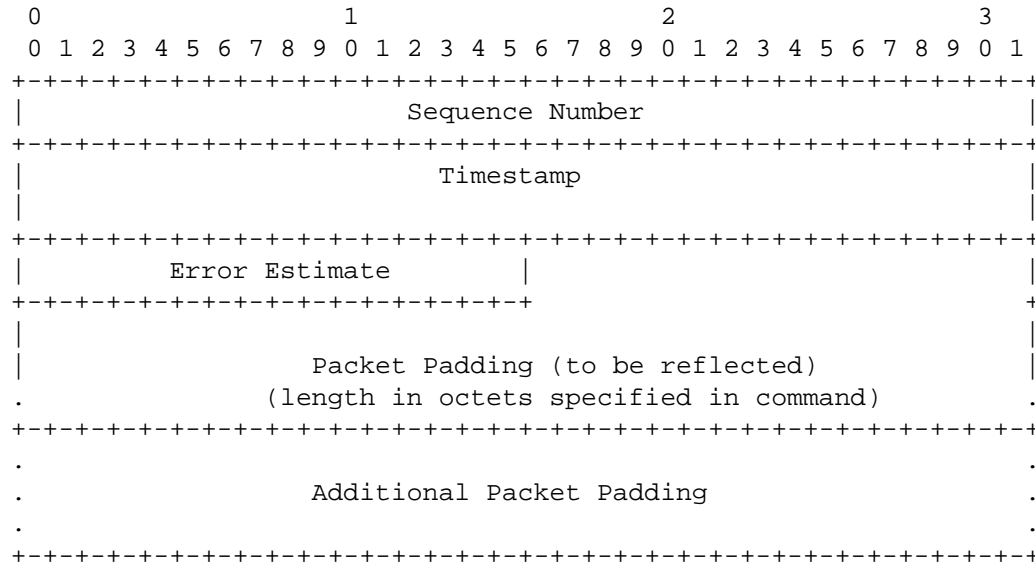 0                   1                   2                   3
 0 1 2 3 4 5 6 7 8 9 0 1 2 3 4 5 6 7 8 9 0 1 2 3 4 5 6 7 8 9 0 1
+-+-+-+-+-+-+-+-+-+-+-+-+-+-+-+-+-+-+-+-+-+-+-+-+-+-+-+-+-+-+-+-+
|                        Sequence Number                        |
+-+-+-+-+-+-+-+-+-+-+-+-+-+-+-+-+-+-+-+-+-+-+-+-+-+-+-+-+-+-+-+-+
|                          Timestamp                            |
|                                                               |
+-+-+-+-+-+-+-+-+-+-+-+-+-+-+-+-+-+-+-+-+-+-+-+-+-+-+-+-+-+-+-+-+
|         Error Estimate        |                               |
+-+-+-+-+-+-+-+-+-+-+-+-+-+-+-+-+                               +
|                                                               |
|                  Packet Padding (to be reflected)             |
.               (length in octets specified in command)         .
+-+-+-+-+-+-+-+-+-+-+-+-+-+-+-+-+-+-+-+-+-+-+-+-+-+-+-+-+-+-+-+-+
.                                                               .
.                  Additional Packet Padding                    .
.                                                               .
+-+-+-+-+-+-+-+-+-+-+-+-+-+-+-+-+-+-+-+-+-+-+-+-+-+-+-+-+-+-+-+-+